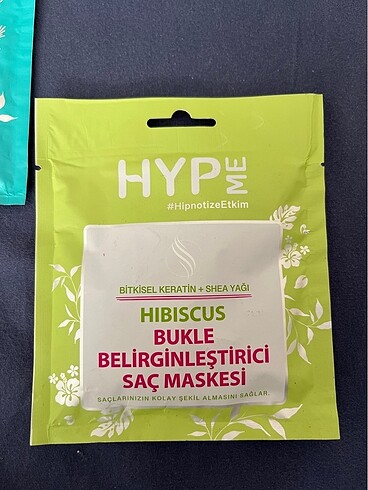 HYP ME
#HipnotizeEtkim
BİTKİSEL KERATİN + SHEA YAĞI
HIBISCUS
BUKLE
BELİRGİNLEŞTİRİCİ
SAÇ MASKESİ
SAÇLARINIZIN KOLAY ŞEKİL ALMASINI SAĞLAR.